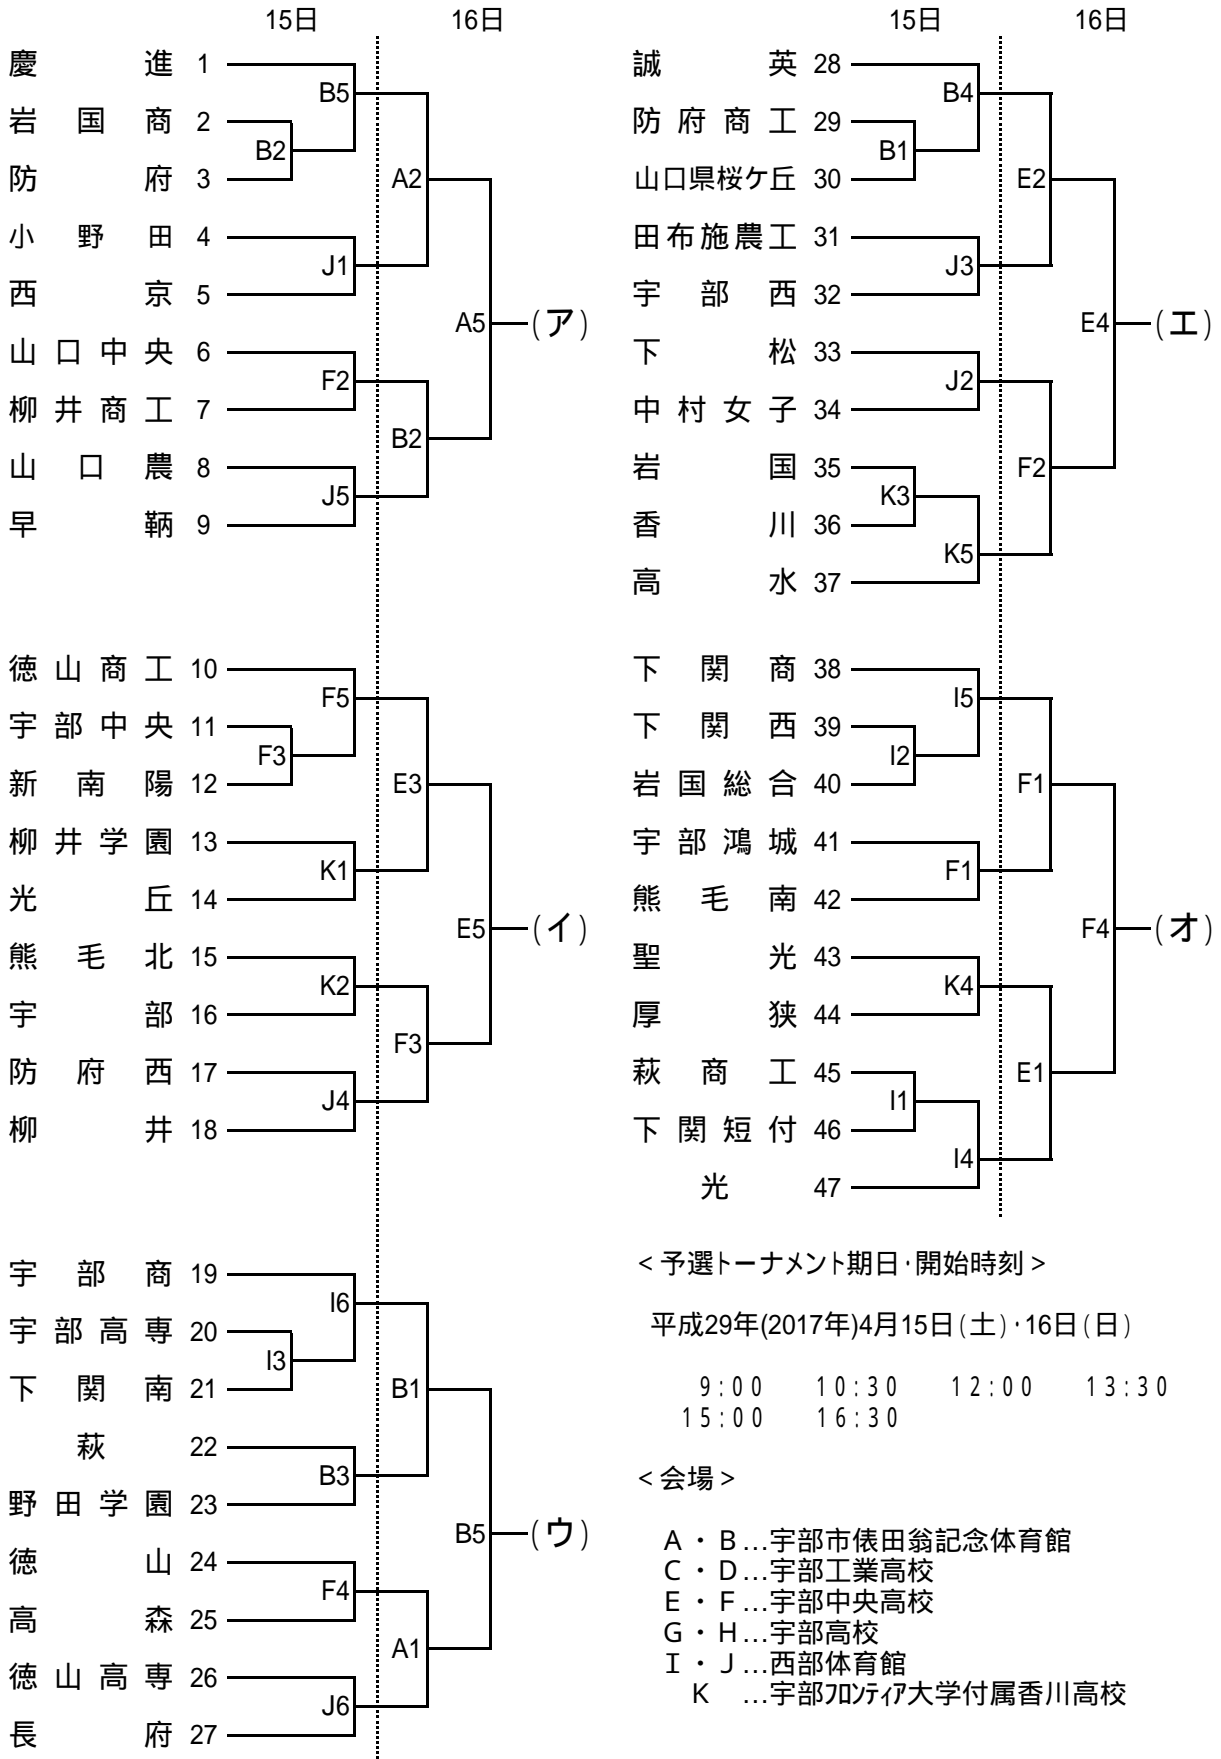 15日 16日
慶進 1
B5
岩国商 2
B2
防府 3
A2
小野田 4
J1
西京 5
A5 (ア)
山口中央 6
F2
柳井商工 7
B2
山口農 8
J5
早鞆 9
徳山商工 10
F5
宇部中央 11
F3
新南陽 12
E3
柳井学園 13
K1
光丘 14
E5 (イ)
熊毛北 15
K2
宇部 16
F3
防府西 17
J4
柳井 18
宇部商 19
I6
宇部高専 20
I3
下関南 21
B1
萩 22
B3
野田学園 23
B5 (ウ)
徳山 24
F4
高森 25
A1
徳山高専 26
J6
長府 27
15日 16日
誠英 28
B4
防府商工 29
B1
山口県桜ケ丘 30
E2
田布施農工 31
J3
宇部西 32
E4 (エ)
下松 33
J2
中村女子 34
F2
岩国 35
K3
香川 36
K5
高水 37
下関商 38
I5
下関西 39
I2
岩国総合 40
F1
宇部鴻城 41
F1
熊毛南 42
F4 (オ)
聖光 43
K4
厚狭 44
E1
萩商工 45
I1
下関短付 46
I4
光 47
<予選トーナメント期日・開始時刻>
平成29年(2017年)4月15日(土)・16日(日)
9:00 10:30 12:00 13:30
15:00 16:30
<会場>
A・B…宇部市俵田翁記念体育館
C・D…宇部工業高校
E・F…宇部中央高校
G・H…宇部高校
I・J…西部体育館
K …宇部フロンティア大学付属香川高校